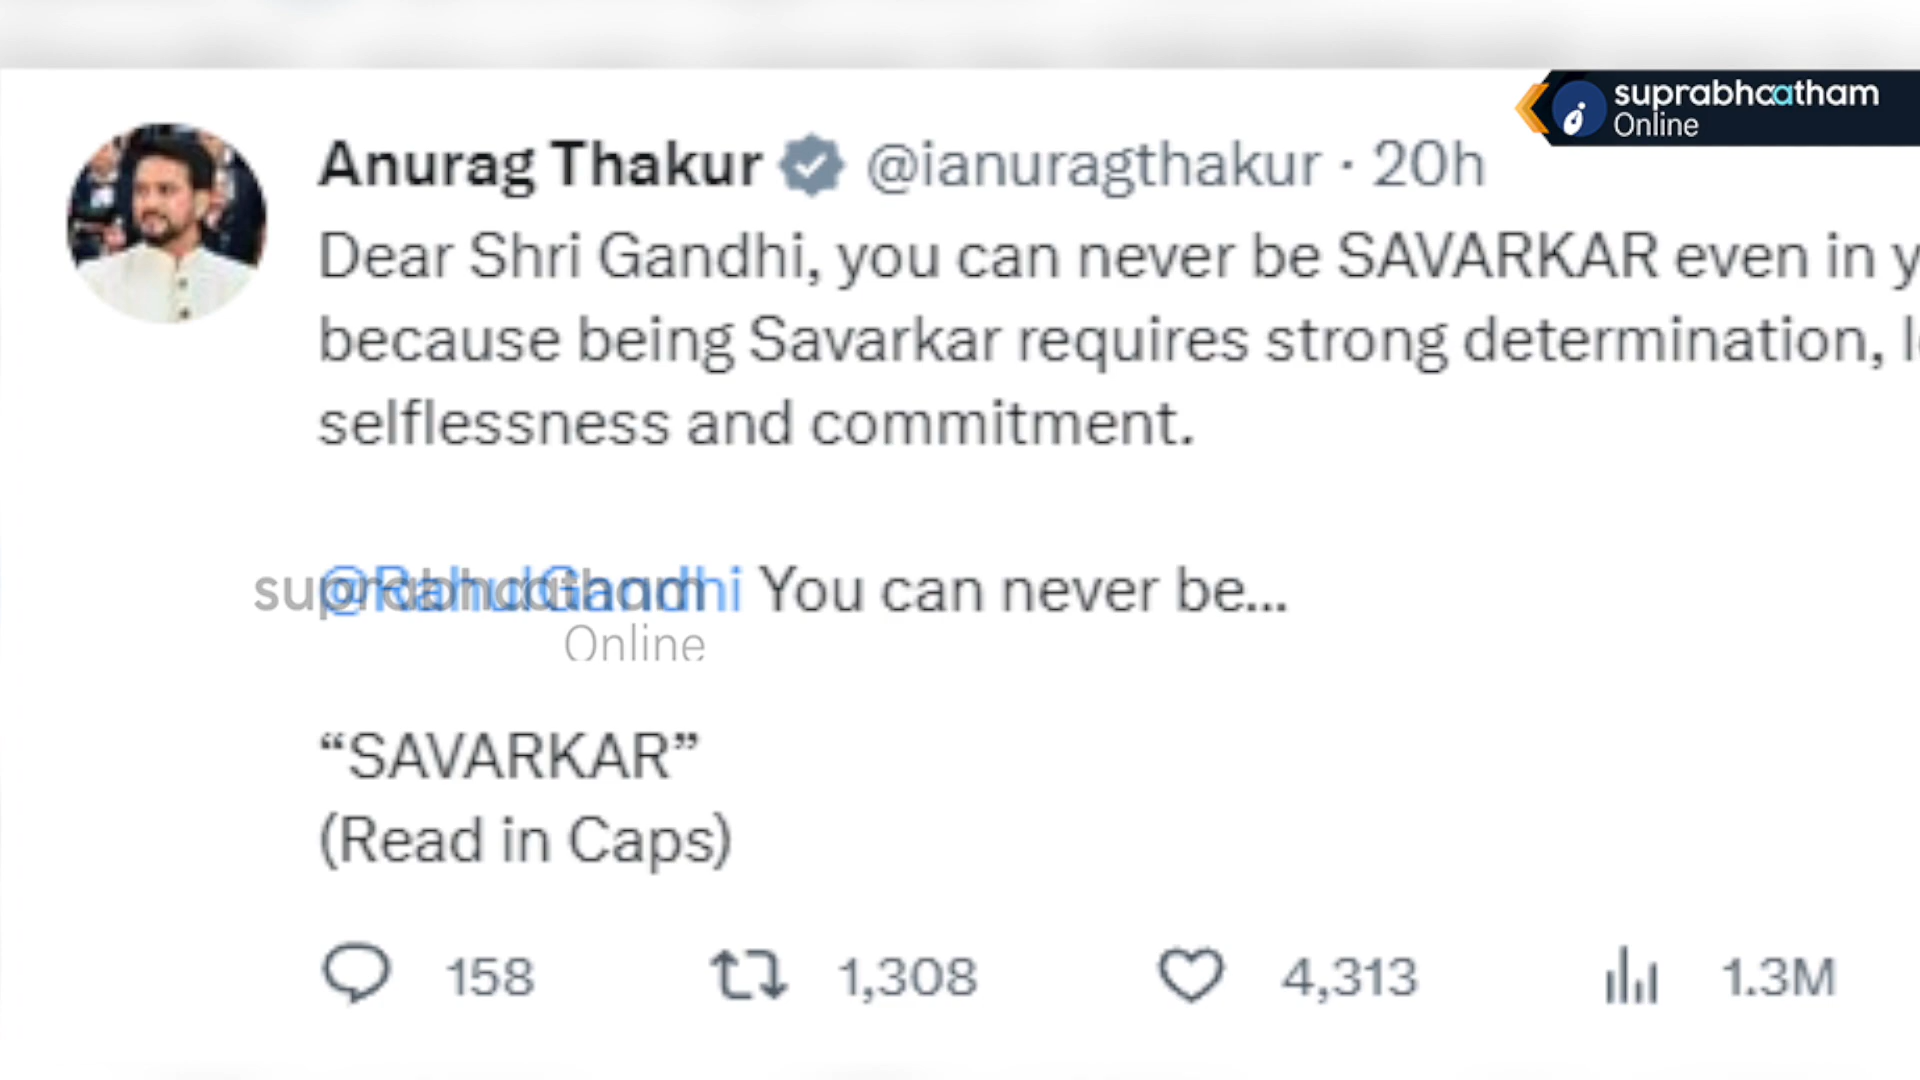 suprabhaatham
Online
Anurag Thakur @ianuragthakur · 20h
Dear Shri Gandhi, you can never be SAVARKAR even in
because being Savarkar requires strong determination,
selflessness and commitment.
@RahulGandhi You can never be...
suprabhaatham
Online
“SAVARKAR”
(Read in Caps)
158 1,308 4,313 1.3M